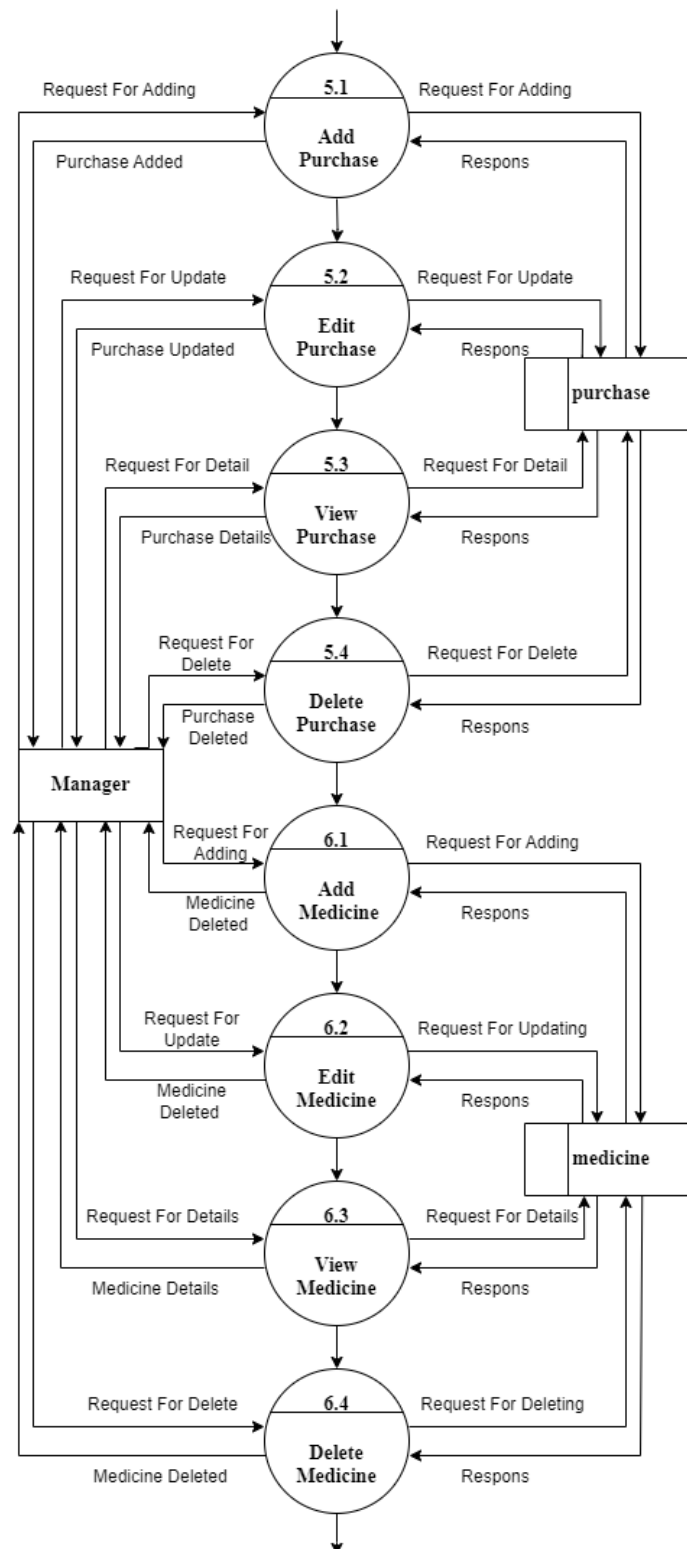 5.1
Request For Adding
Request For Adding
Add
Purchase
Purchase Added
Respons
5.2
Request For Update
Request For Update
Edit
Purchase
Purchase Updated
Respons
purchase
5.3
Request For Detail
Request For Detail
View
Purchase
Purchase Details
Respons
Request For
Delete
5.4
Request For Delete
Delete
Purchase
Purchase
Deleted
Respons
Manager
Request For
Adding
6.1
Request For Adding
Add
Medicine
Medicine
Deleted
Respons
Request For
Update
6.2
Request For Updating
Edit
Medicine
Medicine
Deleted
Respons
medicine
6.3
Request For Details
Request For Details
View
Medicine
Medicine Details
Respons
6.4
Request For Delete
Request For Deleting
Delete
Medicine
Medicine Deleted
Respons